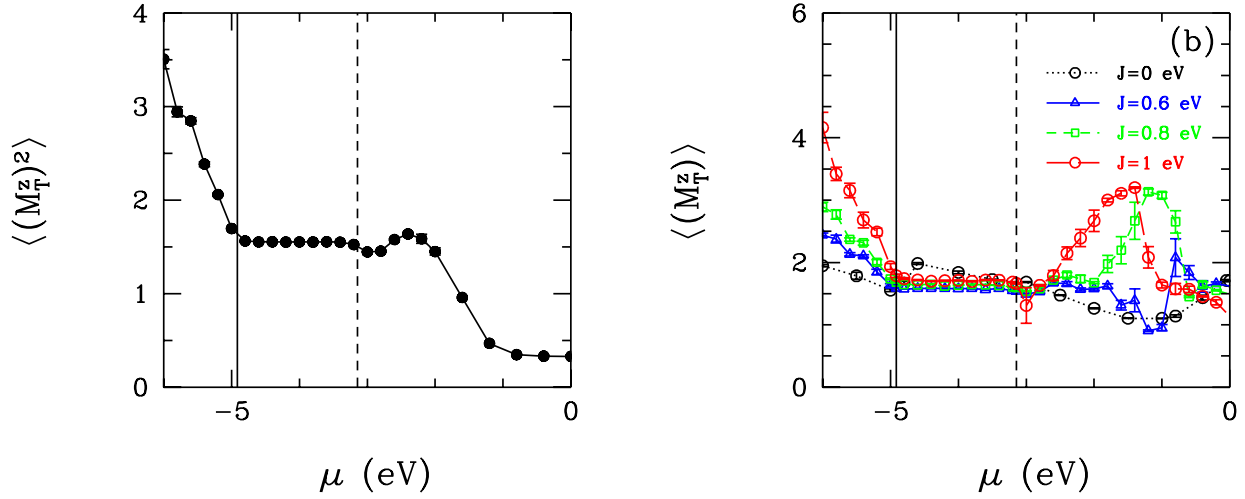 4
3
2
1
0
−5
0
⟨(M_T^z)^2⟩
μ (eV)
6
4
2
0
−5
0
⟨(M_T^z)⟩
μ (eV)
(b)
J=0 eV
J=0.6 eV
J=0.8 eV
J=1 eV